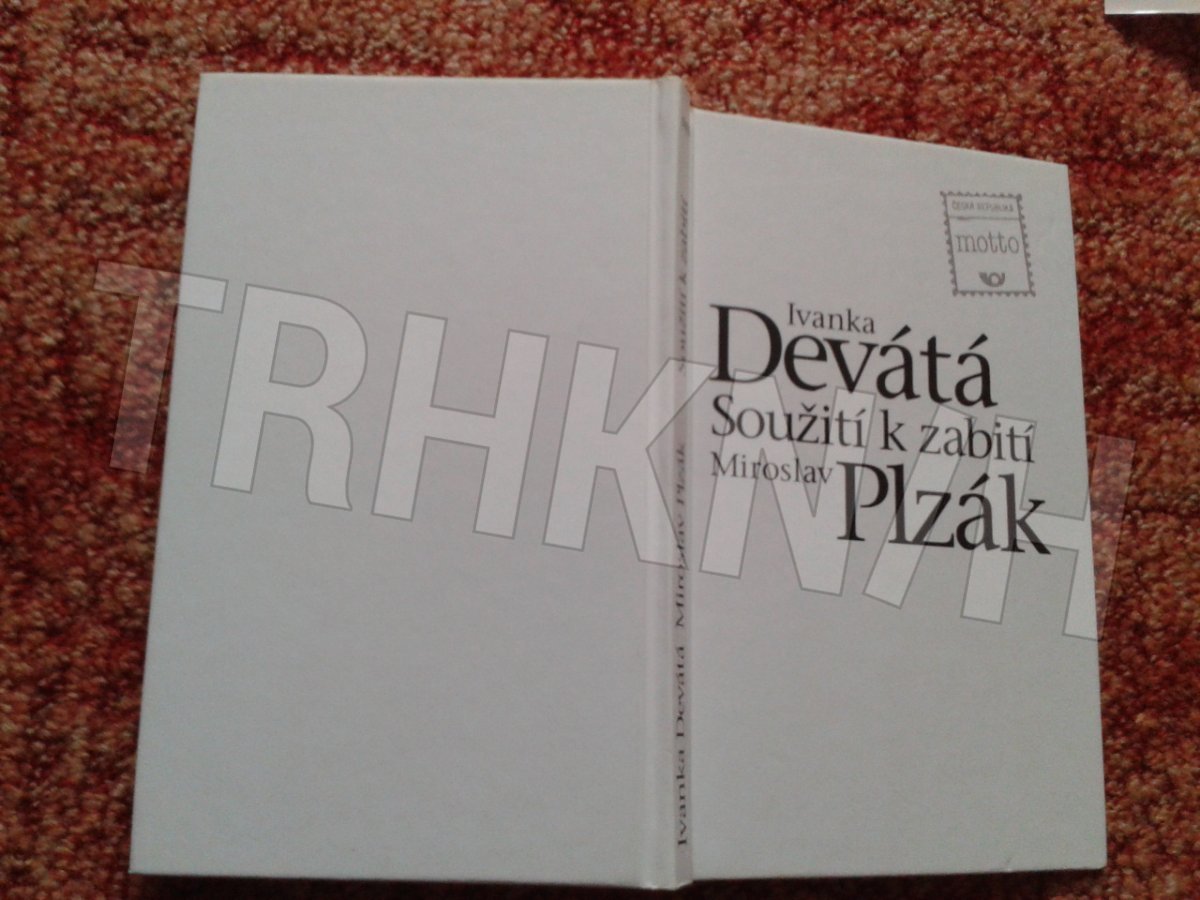 ČESKÁ REPUBLIKA
motto
Ivanka
Devátá
Soužití k zabití
Miroslav
Plzák
Ivanka Devátá Miroslav Plzák Soužití k zabití
TRHKNIH